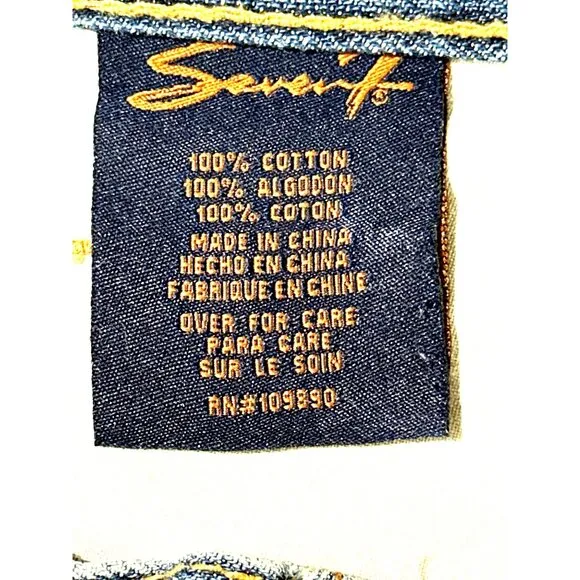 Seven7®
100% COTTON
100% ALGODON
100% COTON
MADE IN CHINA
HECHO EN CHINA
FABRIQUE EN CHINE
OVER FOR CARE
PARA CARE
SUR LE SOIN
RN#109890